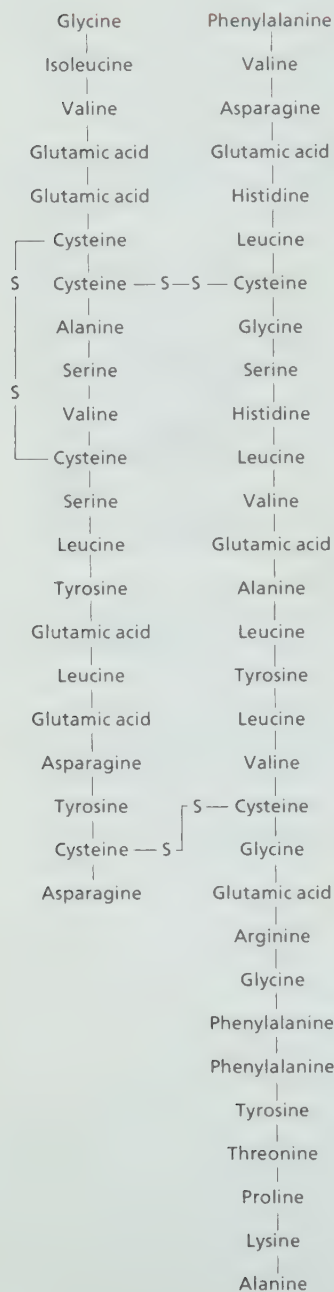 Glycine Phenylalanine
Isoleucine Valine
Valine Asparagine
Glutamic acid Glutamic acid
Glutamic acid Histidine
Cysteine Leucine
S Cysteine S S Cysteine
Alanine Glycine
Serine Serine
S
Valine Histidine
Cysteine Leucine
Serine Valine
Leucine Glutamic acid
Tyrosine Alanine
Glutamic acid Leucine
Leucine Tyrosine
Glutamic acid Leucine
Asparagine Valine
Tyrosine S Cysteine
Cysteine S Glycine
Asparagine Glutamic acid
Arginine
Glycine
Phenylalanine
Phenylalanine
Tyrosine
Threonine
Proline
Lysine
Alanine